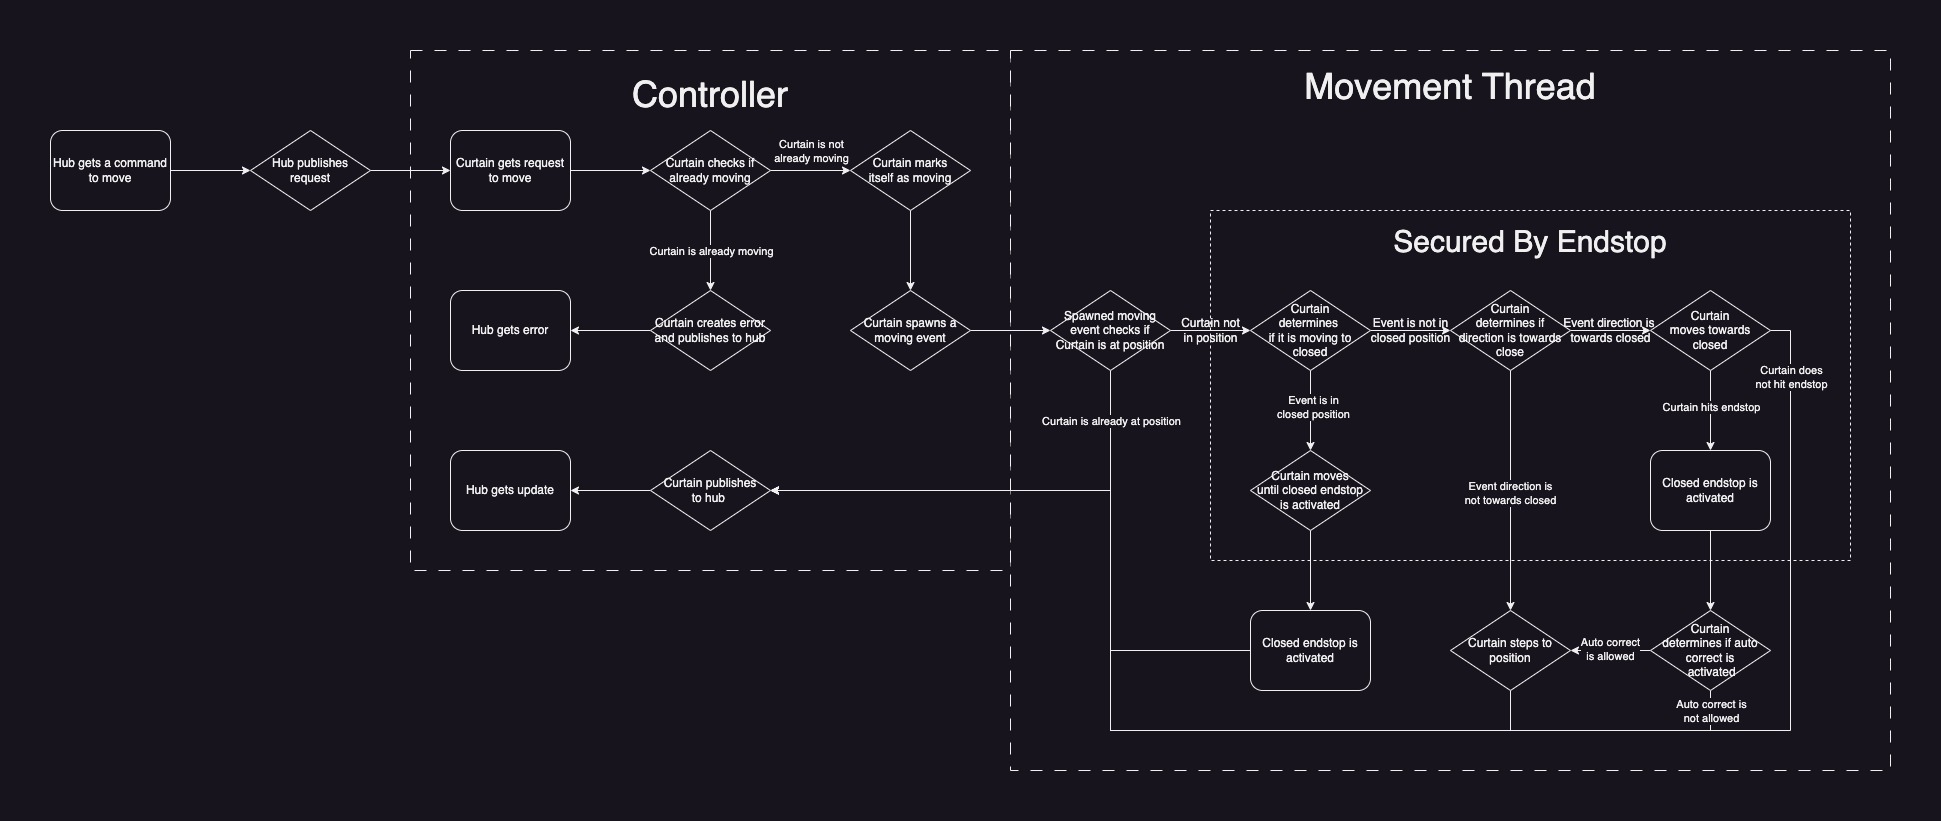 Controller
Movement Thread
Hub gets a command
to move
Hub publishes
request
Curtain gets request
to move
Curtain checks if
already moving
Curtain is not
already moving
Curtain marks
itself as moving
Secured By Endstop
Curtain is already moving
Hub gets error
Curtain creates error
and publishes to hub
Curtain spawns a
moving event
Spawned moving
event checks if
Curtain is at position
Curtain not
in position
Curtain
determines
if it is moving to
closed
Event is not in
closed position
Curtain
determines if
direction is towards
close
Event direction is
towards closed
Curtain
moves towards
closed
Curtain does
not hit endstop
Event is in
closed position
Curtain hits endstop
Curtain is already at position
Hub gets update
Curtain publishes
to hub
Curtain moves
until closed endstop
is activated
Event direction is
not towards closed
Closed endstop is
activated
Closed endstop is
activated
Curtain steps to
position
Auto correct
is allowed
Curtain
determines if auto
correct is
activated
Auto correct is
not allowed